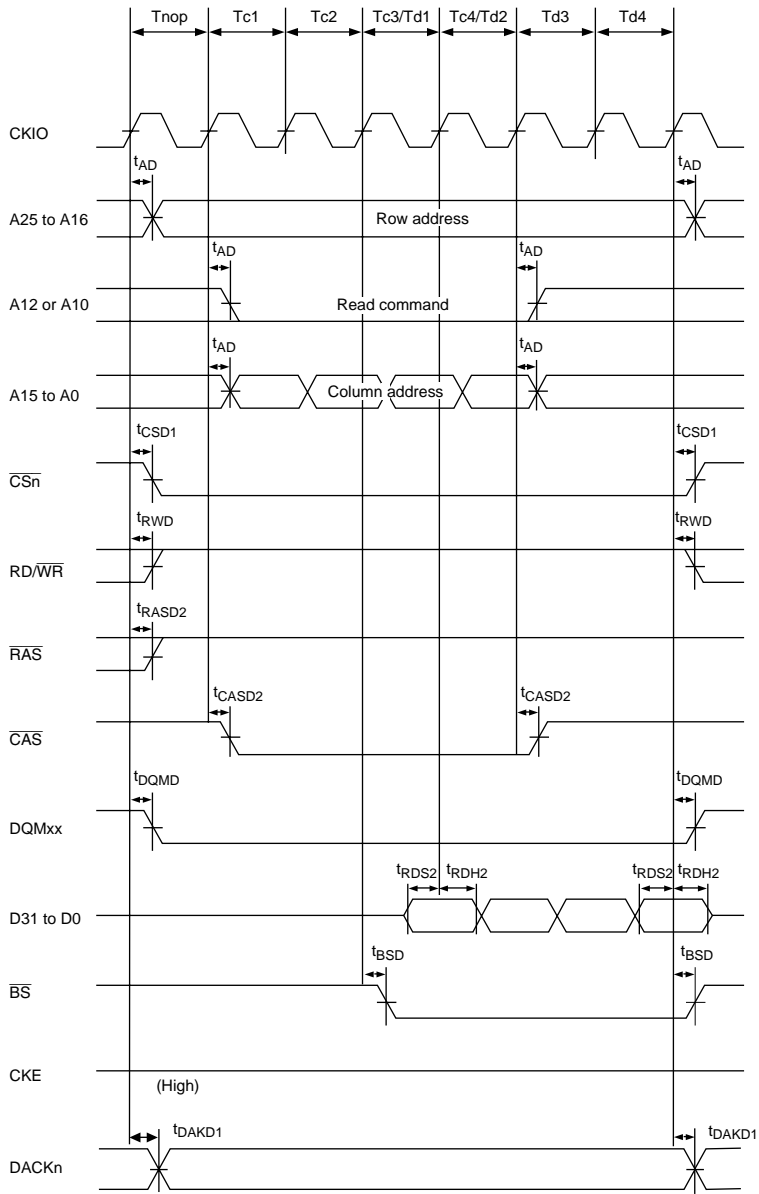 Tnop Tc1 Tc2 Tc3/Td1 Tc4/Td2 Td3 Td4
CKIO
tAD tAD
A25 to A16 Row address
tAD tAD
A12 or A10 Read command
tAD tAD
A15 to A0 Column address
tCSD1 tCSD1
CSn
tRWD tRWD
RD/WR
tRASD2
RAS
tCASD2 tCASD2
CAS
tDQMD tDQMD
DQMxx
tRDS2 tRDH2 tRDS2 tRDH2
D31 to D0
tBSD tBSD
BS
CKE
(High)
tDAKD1 tDAKD1
DACKn